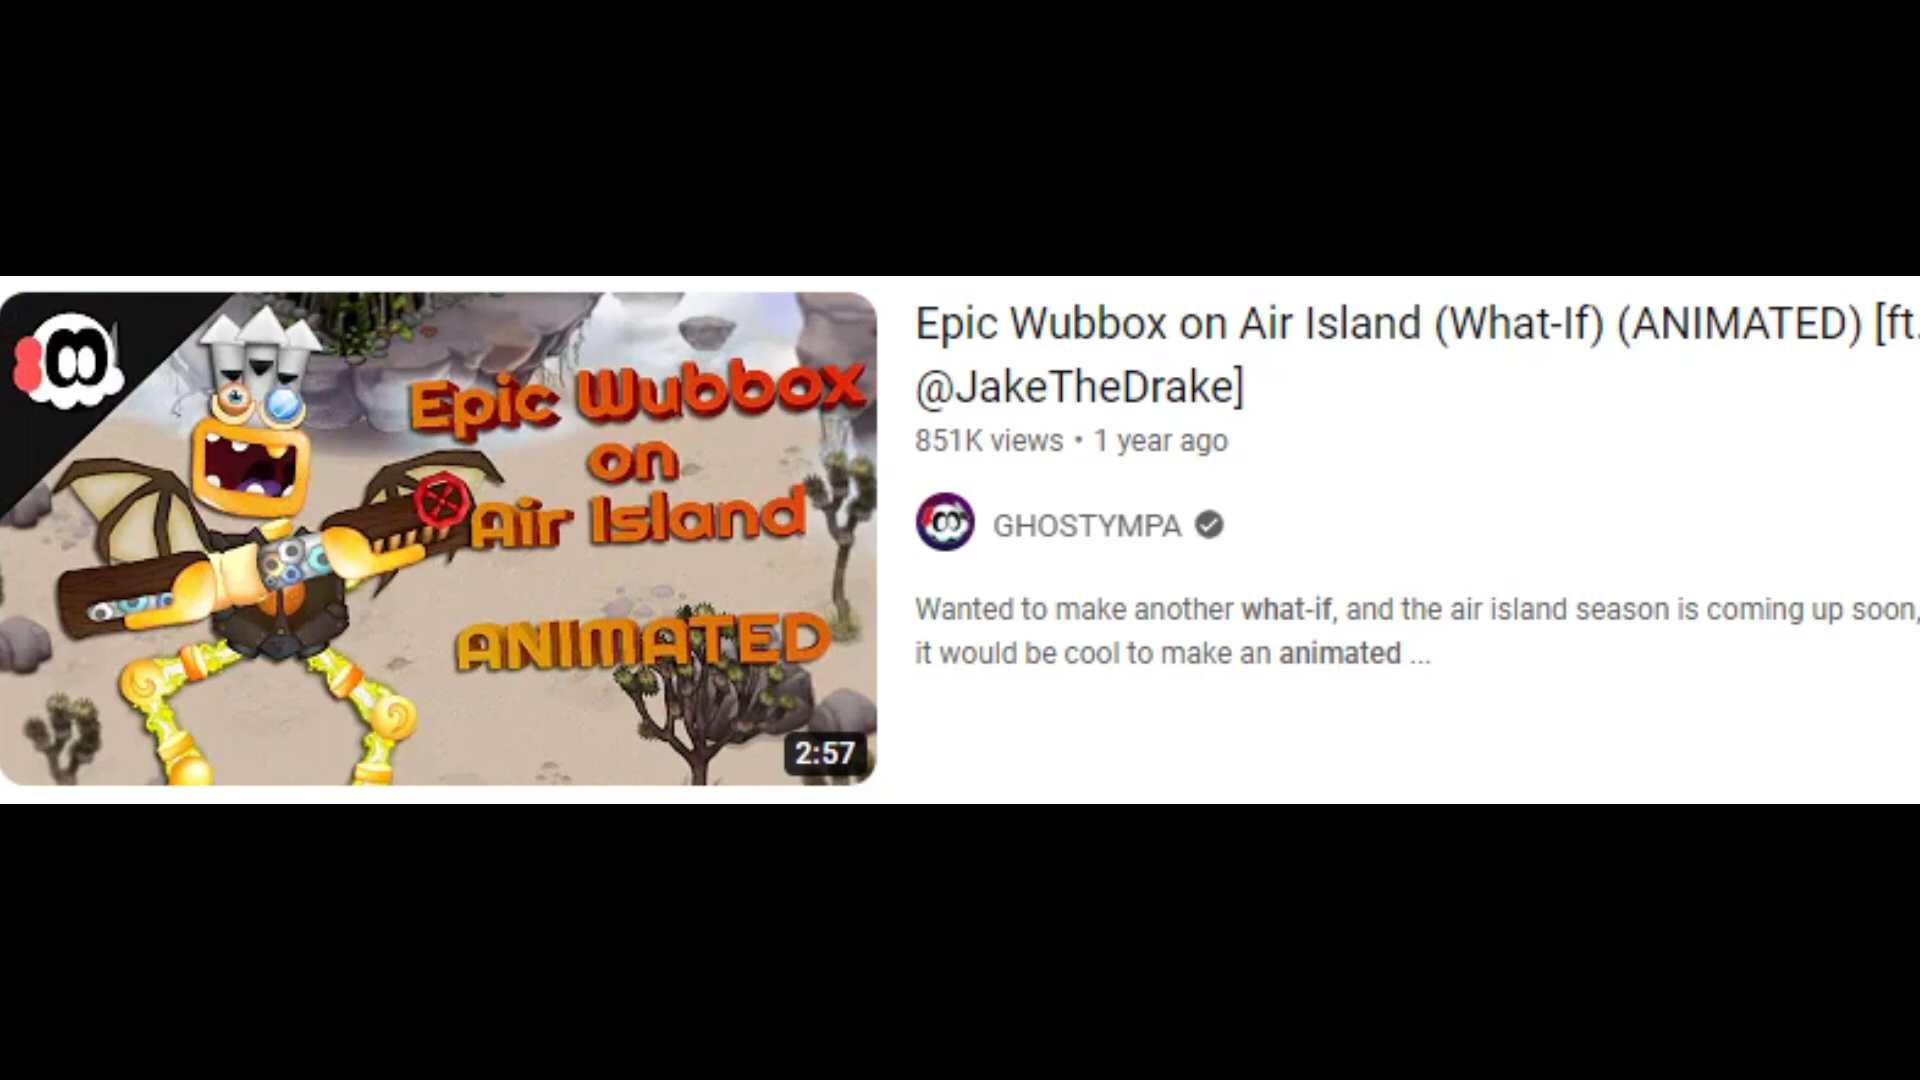 Epic Wubbox
on
Air Island
ANIMATED
2:57
Epic Wubbox on Air Island (What-If) (ANIMATED) [ft.
@JakeTheDrake]
851K views • 1 year ago
GHOSTYMPA
Wanted to make another what-if, and the air island season is coming up soon,
it would be cool to make an animated ...